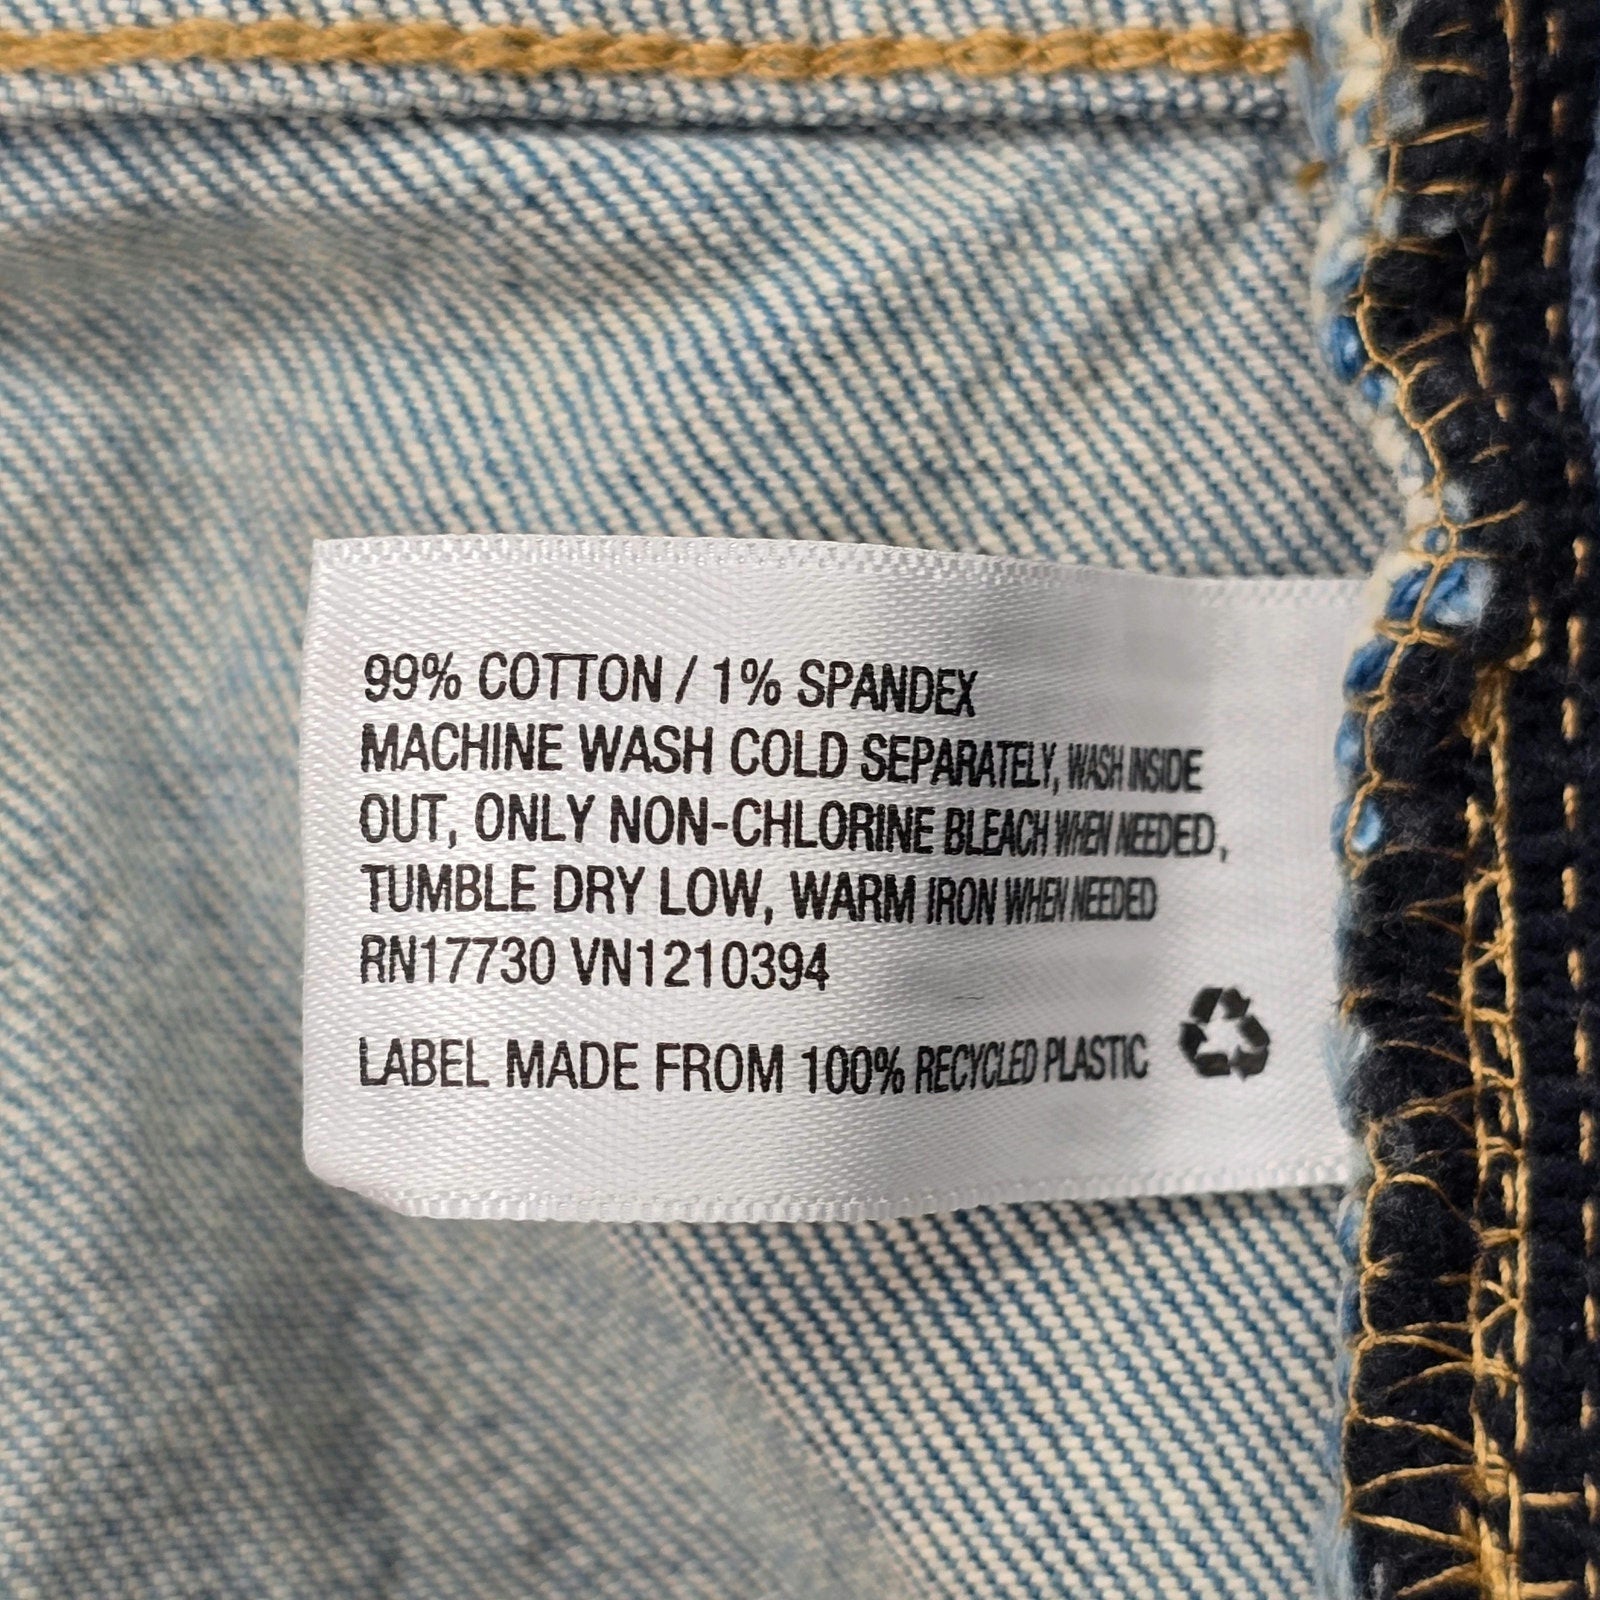 99% COTTON / 1% SPANDEX
MACHINE WASH COLD SEPARATELY, WASH INSIDE
OUT, ONLY NON-CHLORINE BLEACH WHEN NEEDED,
TUMBLE DRY LOW, WARM IRON WHEN NEEDED
RN17730 VN1210394
LABEL MADE FROM 100% RECYCLED PLASTIC